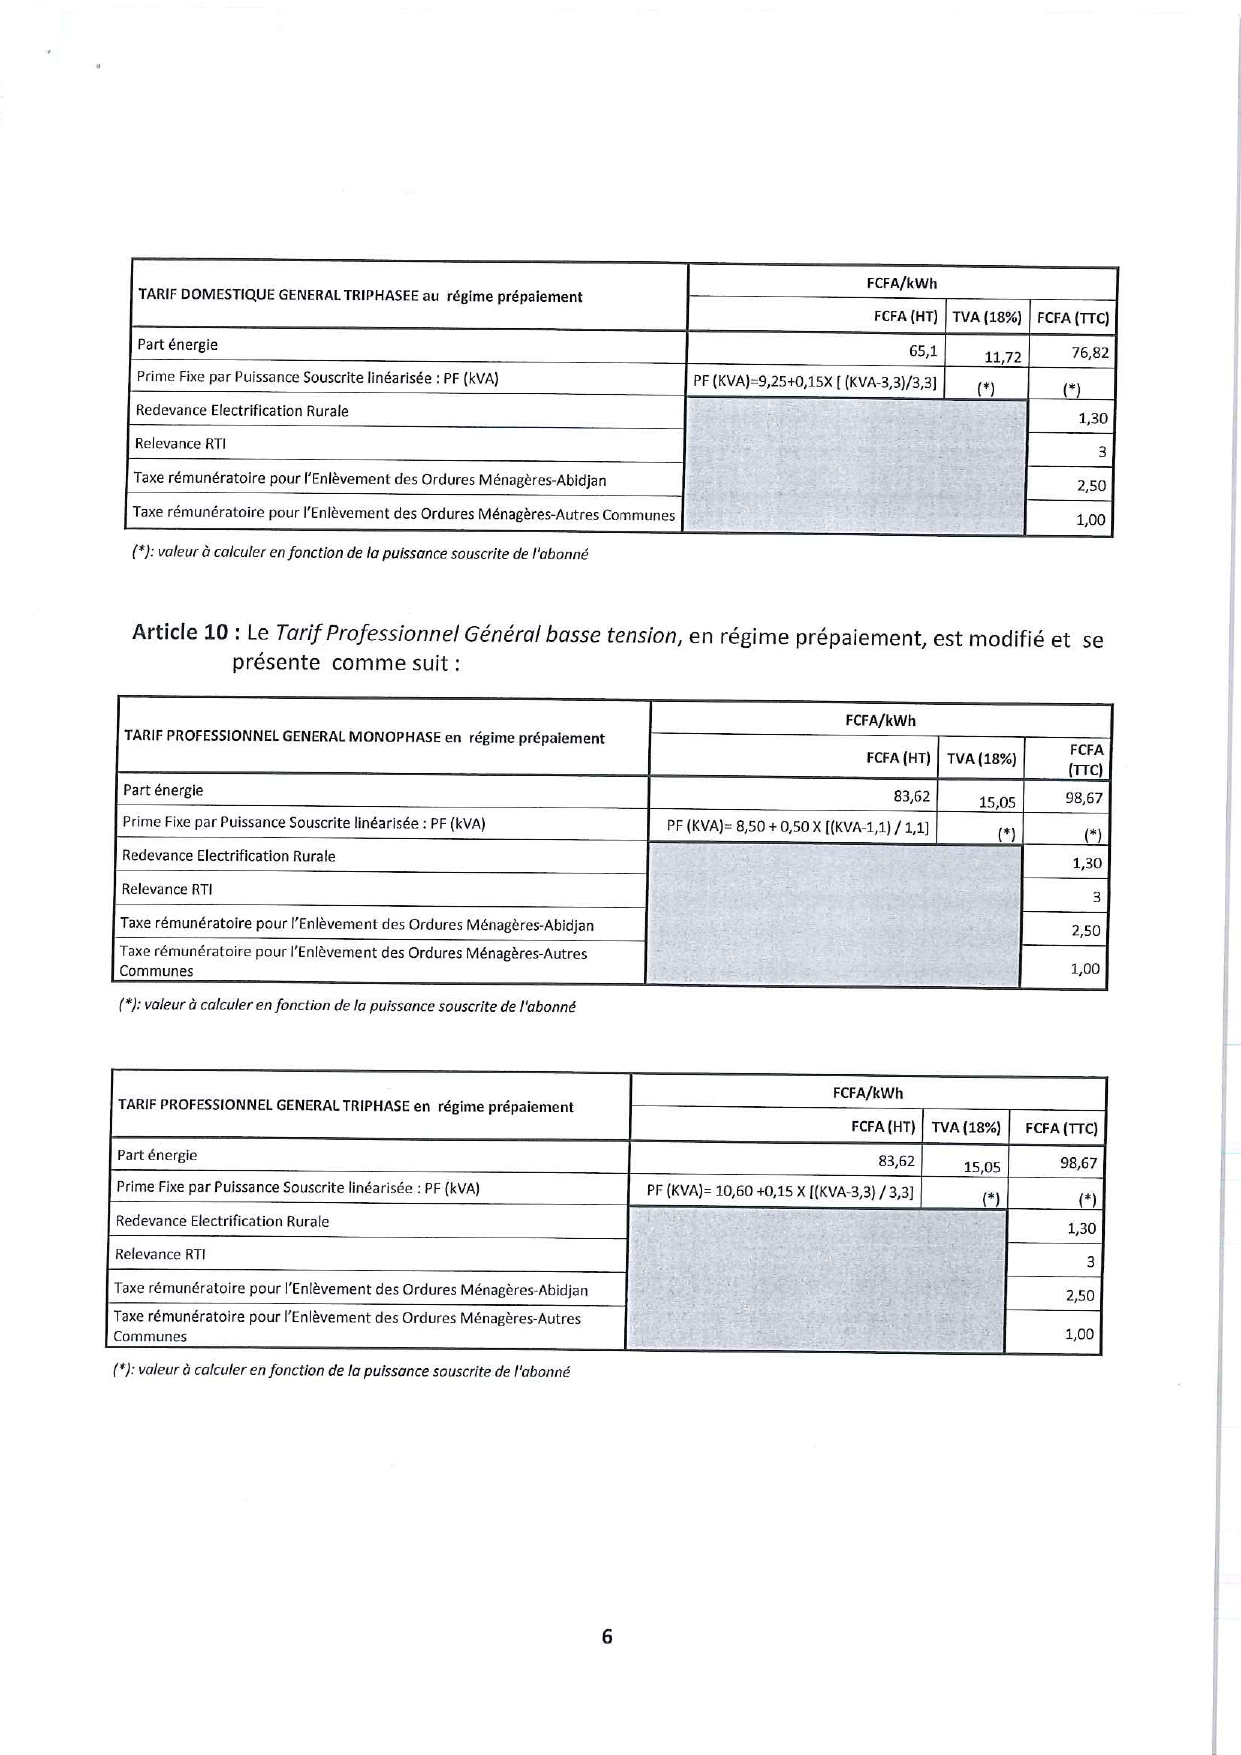 TARIF DOMESTIQUE GENERAL TRIPHASEE au régime prépaiement
FCFA/kWh
FCFA (HT) TVA (18%) FCFA (TTC)
Part énergie 65,1 11,72 76,82
Prime Fixe par Puissance Souscrite linéarisée : PF (kVA) PF (KVA)=9,25+0,15X [ (KVA-3,3)/3,3] (*) (*)
Redevance Electrification Rurale 1,30
Relevance RTI 3
Taxe rémunératoire pour l'Enlèvement des Ordures Ménagères-Abidjan 2,50
Taxe rémunératoire pour l'Enlèvement des Ordures Ménagères-Autres Communes 1,00
(*): valeur à calculer en fonction de la puissance souscrite de l'abonné
Article 10 : Le Tarif Professionnel Général basse tension, en régime prépaiement, est modifié et se
présente comme suit :
TARIF PROFESSIONNEL GENERAL MONOPHASE en régime prépaiement
FCFA/kWh
FCFA (HT) TVA (18%) FCFA
(TTC)
Part énergie 83,62 15,05 98,67
Prime Fixe par Puissance Souscrite linéarisée : PF (kVA) PF (KVA)= 8,50 + 0,50 X [(KVA-1,1) / 1,1] (*) (*)
Redevance Electrification Rurale 1,30
Relevance RTI 3
Taxe rémunératoire pour l'Enlèvement des Ordures Ménagères-Abidjan 2,50
Taxe rémunératoire pour l'Enlèvement des Ordures Ménagères-Autres
Communes 1,00
(*): valeur à calculer en fonction de la puissance souscrite de l'abonné
TARIF PROFESSIONNEL GENERAL TRIPHASE en régime prépaiement
FCFA/kWh
FCFA (HT) TVA (18%) FCFA (TTC)
Part énergie 83,62 15,05 98,67
Prime Fixe par Puissance Souscrite linéarisée : PF (kVA) PF (KVA)= 10,60 +0,15 X [(KVA-3,3) / 3,3] (*) (*)
Redevance Electrification Rurale 1,30
Relevance RTI 3
Taxe rémunératoire pour l'Enlèvement des Ordures Ménagères-Abidjan 2,50
Taxe rémunératoire pour l'Enlèvement des Ordures Ménagères-Autres
Communes 1,00
(*): valeur à calculer en fonction de la puissance souscrite de l'abonné
6